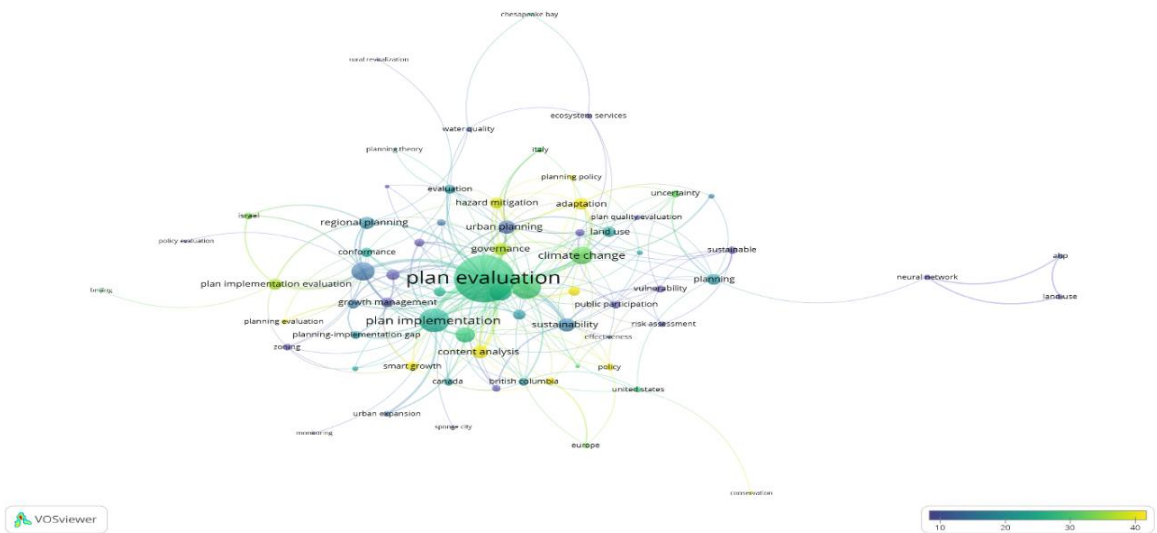 chesapeake bay
rural revitalization
ecosystem services
water quality
planning theory
italy
planning policy
evaluation
hazard mitigation
adaptation
uncertainty
israel
regional planning
urban planning
plan quality evaluation
land use
policy evaluation
conformance
governance
climate change
sustainable
abp
plan evaluation
neural network
planning
plan implementation evaluation
vulnerability
growth management
public participation
landuse
planning evaluation
plan implementation
sustainability
risk assessment
planning-implementation gap
effectiveness
zoning
content analysis
smart growth
policy
canada
british columbia
united states
urban expansion
sponge city
monitoring
europe
conservation
VOSviewer
10 20 30 40